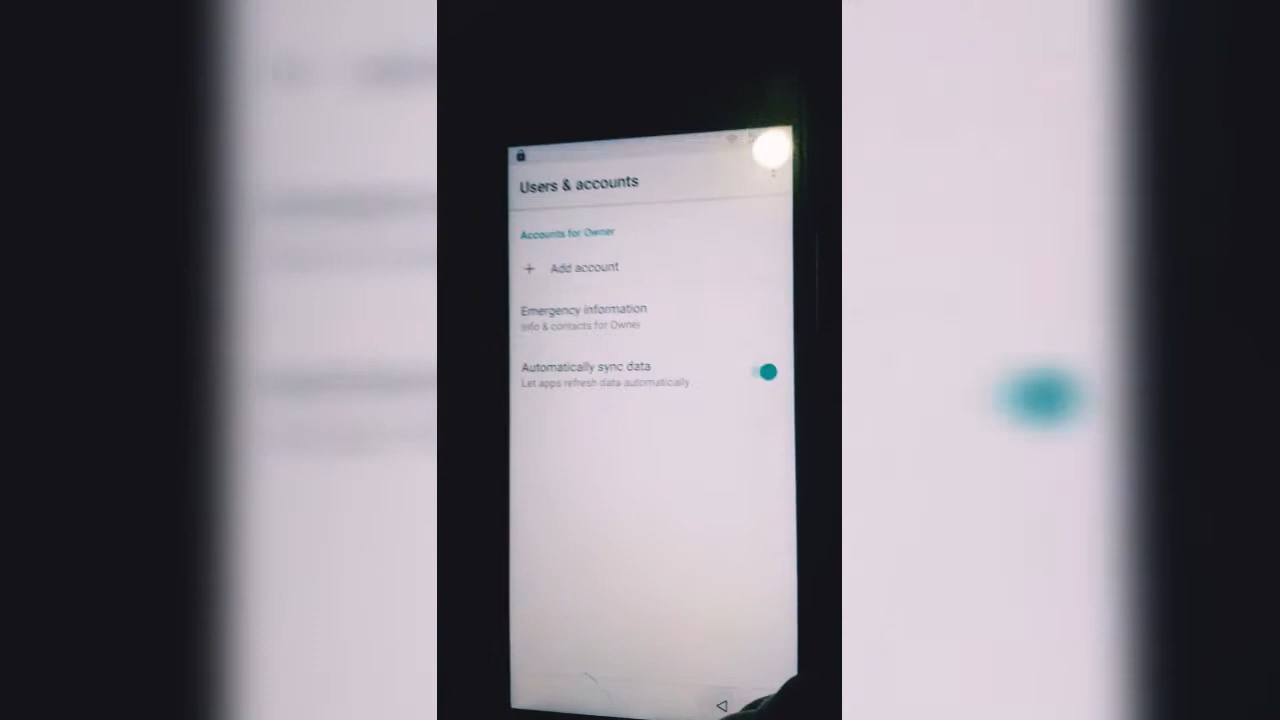 Users & accounts
Accounts for Owner
Add account
Emergency information
Info & contacts for Owner
Automatically sync data
Let apps refresh data automatically